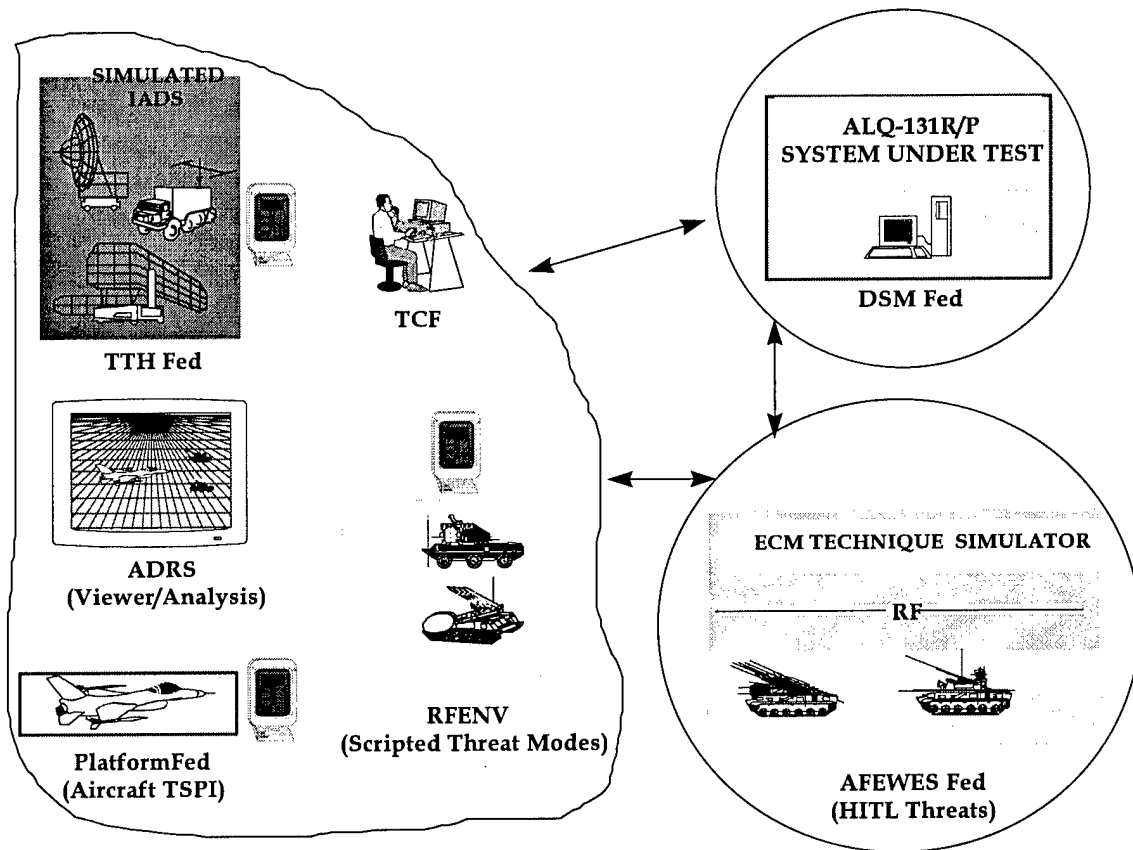 SIMULATED
IADS
TTH Fed
TCF
ADRS
(Viewer/Analysis)
RFENV
(Scripted Threat Modes)
PlatformFed
(Aircraft TSPI)
ALQ-131R/P
SYSTEM UNDER TEST
DSM Fed
ECM TECHNIQUE SIMULATOR
RF
AFEWES Fed
(HITL Threats)